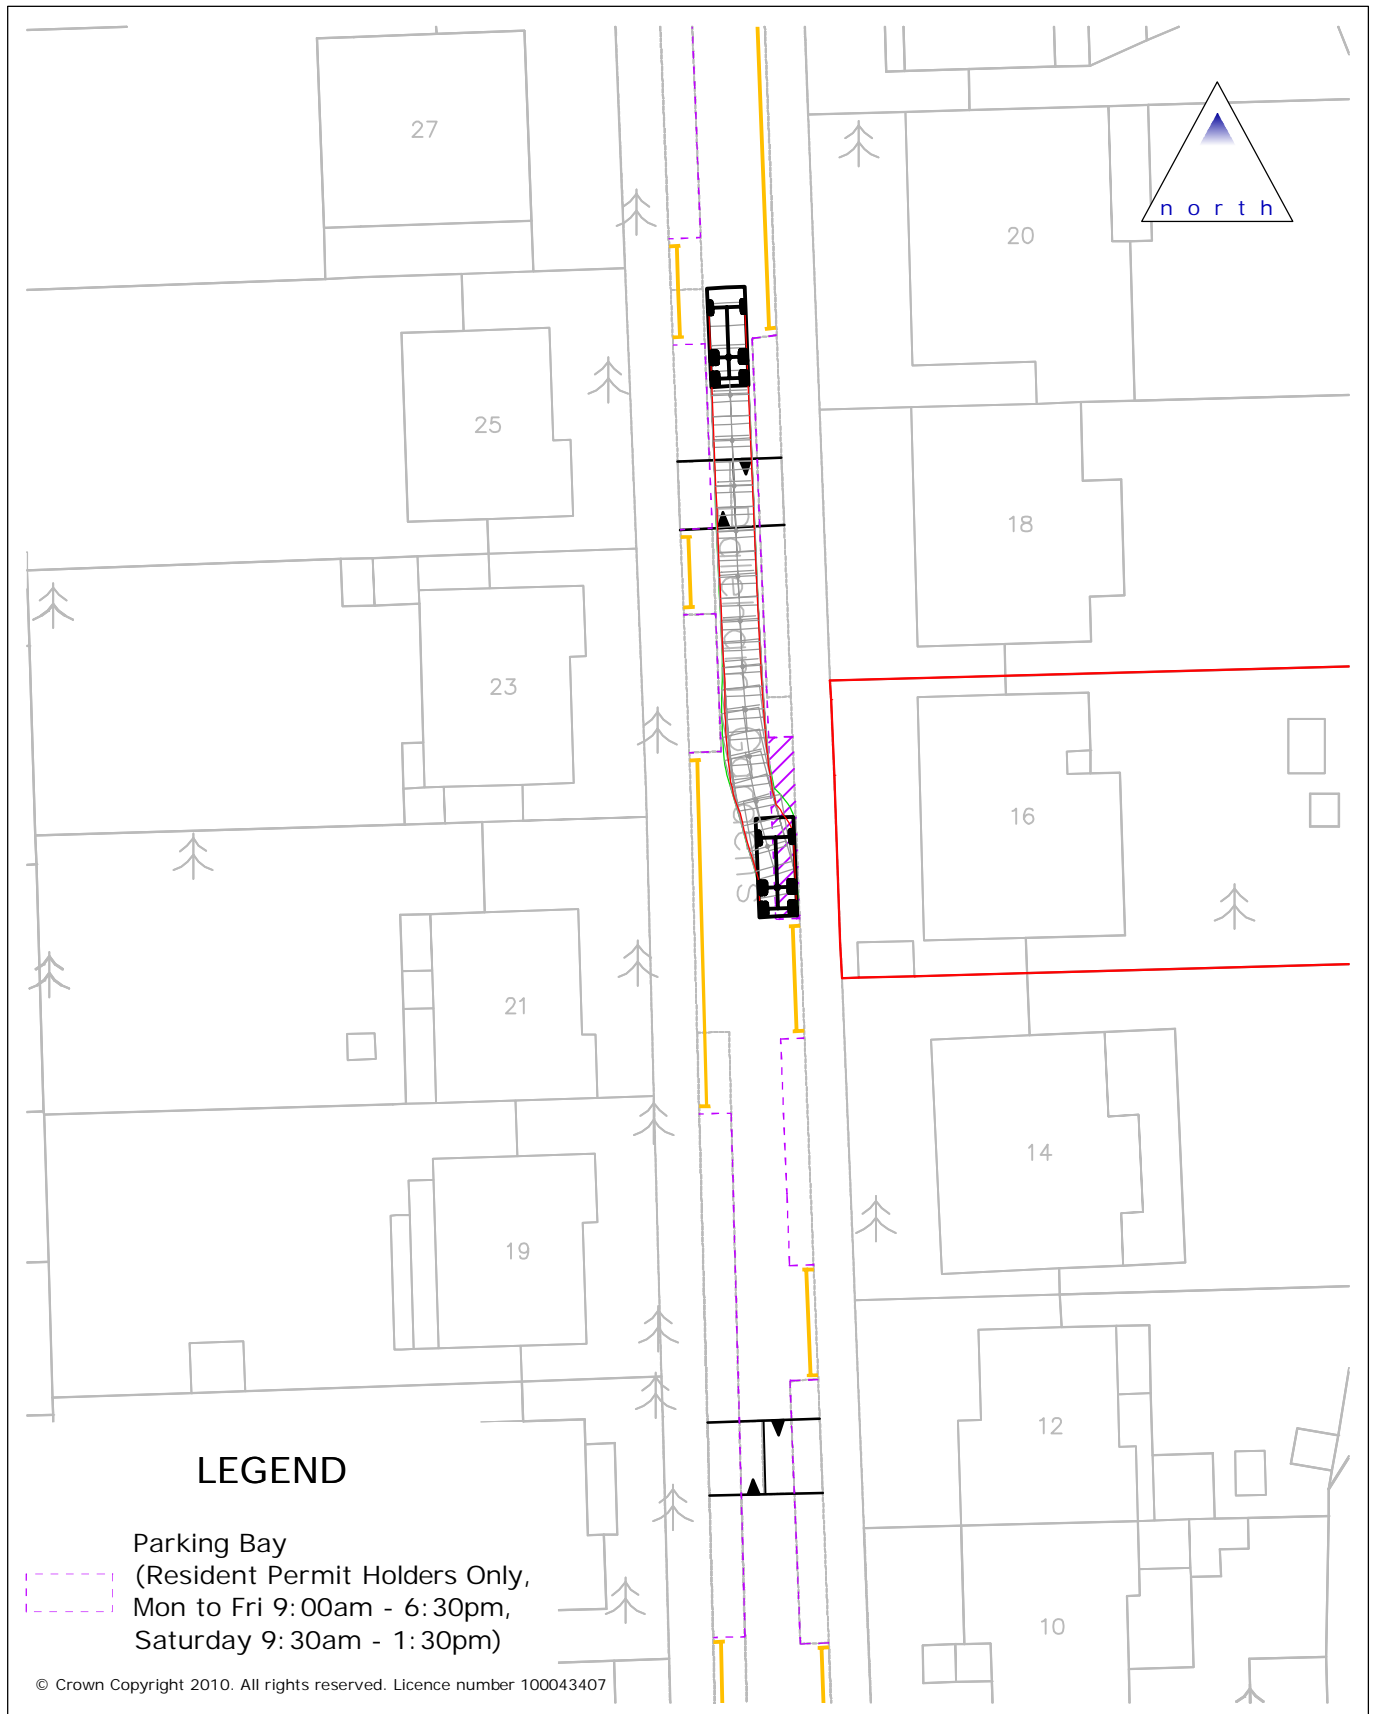 27
north
20
25
18
23
16
21
14
19
12
LEGEND
Parking Bay
(Resident Permit Holders Only,
Mon to Fri 9:00am - 6:30pm,
Saturday 9:30am - 1:30pm)
10
© Crown Copyright 2010. All rights reserved. Licence number 100043407